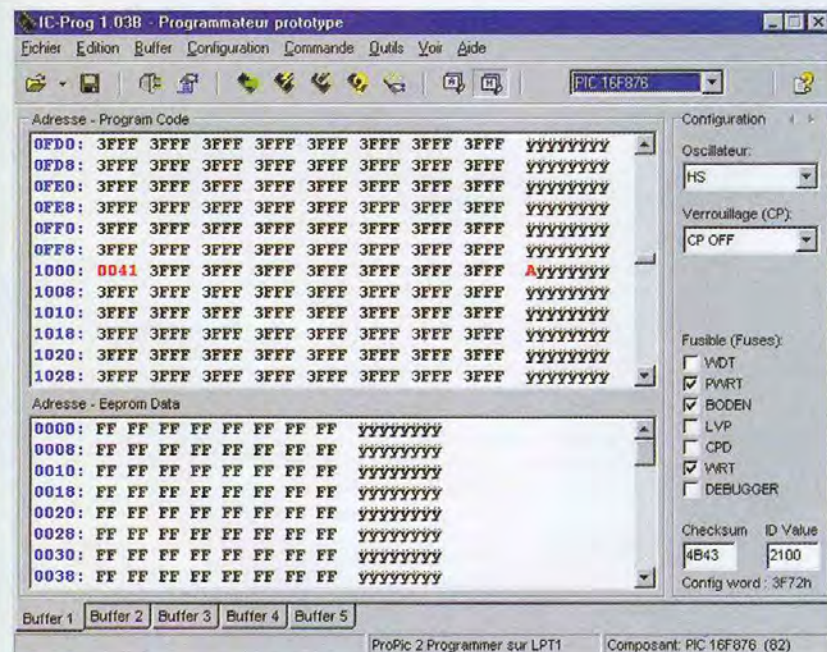 IC-Prog 1.03B - Programmateur prototype
Fichier Edition Buffer Configuration Commande Outils Voir Aide
PIC 16F876
Adresse - Program Code
0FD0: 3FFF 3FFF 3FFF 3FFF 3FFF 3FFF 3FFF 3FFF ÿÿÿÿÿÿÿÿ
0FD8: 3FFF 3FFF 3FFF 3FFF 3FFF 3FFF 3FFF 3FFF ÿÿÿÿÿÿÿÿ
0FE0: 3FFF 3FFF 3FFF 3FFF 3FFF 3FFF 3FFF 3FFF ÿÿÿÿÿÿÿÿ
0FE8: 3FFF 3FFF 3FFF 3FFF 3FFF 3FFF 3FFF 3FFF ÿÿÿÿÿÿÿÿ
0FF0: 3FFF 3FFF 3FFF 3FFF 3FFF 3FFF 3FFF 3FFF ÿÿÿÿÿÿÿÿ
0FF8: 3FFF 3FFF 3FFF 3FFF 3FFF 3FFF 3FFF 3FFF ÿÿÿÿÿÿÿÿ
1000: 0041 3FFF 3FFF 3FFF 3FFF 3FFF 3FFF 3FFF Aÿÿÿÿÿÿÿ
1008: 3FFF 3FFF 3FFF 3FFF 3FFF 3FFF 3FFF 3FFF ÿÿÿÿÿÿÿÿ
1010: 3FFF 3FFF 3FFF 3FFF 3FFF 3FFF 3FFF 3FFF ÿÿÿÿÿÿÿÿ
1018: 3FFF 3FFF 3FFF 3FFF 3FFF 3FFF 3FFF 3FFF ÿÿÿÿÿÿÿÿ
1020: 3FFF 3FFF 3FFF 3FFF 3FFF 3FFF 3FFF 3FFF ÿÿÿÿÿÿÿÿ
1028: 3FFF 3FFF 3FFF 3FFF 3FFF 3FFF 3FFF 3FFF ÿÿÿÿÿÿÿÿ
Adresse - Eeprom Data
0000: FF FF FF FF FF FF FF FF ÿÿÿÿÿÿÿÿ
0008: FF FF FF FF FF FF FF FF ÿÿÿÿÿÿÿÿ
0010: FF FF FF FF FF FF FF FF ÿÿÿÿÿÿÿÿ
0018: FF FF FF FF FF FF FF FF ÿÿÿÿÿÿÿÿ
0020: FF FF FF FF FF FF FF FF ÿÿÿÿÿÿÿÿ
0028: FF FF FF FF FF FF FF FF ÿÿÿÿÿÿÿÿ
0030: FF FF FF FF FF FF FF FF ÿÿÿÿÿÿÿÿ
0038: FF FF FF FF FF FF FF FF ÿÿÿÿÿÿÿÿ
Configuration
Oscillateur:
HS
Verrouillage (CP):
CP OFF
Fusible (Fuses):
WDT
PWRT
BODEN
LVP
CPD
WRT
DEBUGGER
Checksum ID Value
4B43 2100
Config word : 3F72h
Buffer 1 Buffer 2 Buffer 3 Buffer 4 Buffer 5
ProPic 2 Programmer sur LPT1 Composant: PIC 16F876 (82)